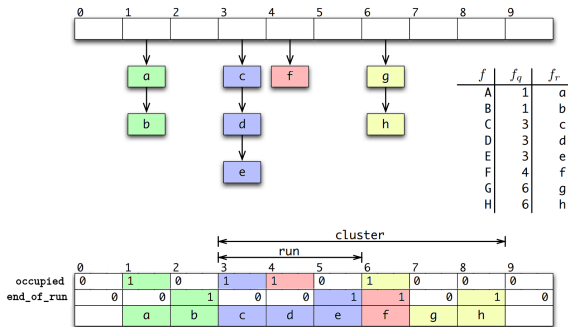 0 1 2 3 4 5 6 7 8 9
a c f g
b d h
e
f f_q f_r
A 1 a
B 1 b
C 3 c
D 3 d
E 3 e
F 4 f
G 6 g
H 6 h
cluster
run
0 1 2 3 4 5 6 7 8 9
occupied 0 1 0 1 1 0 1 0 0 0
end_of_run 0 0 1 0 0 1 1 0 1 0
a b c d e f g h